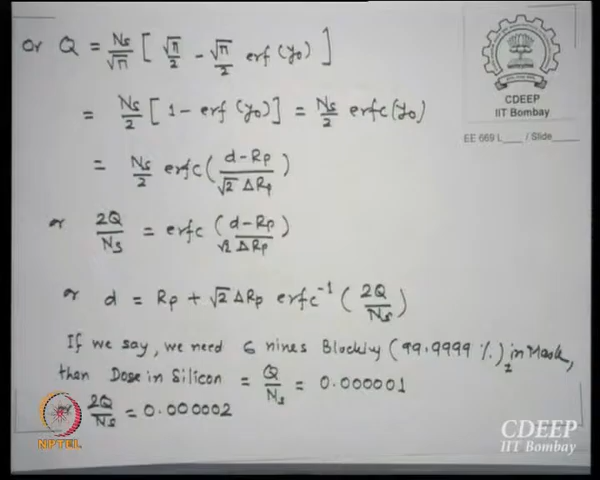 Or Q = Ns/√π [ √π/2 - √π/2 erf(y₀) ]
= Ns/2 [1 - erf(y₀)] = Ns/2 erfc(y₀)
= Ns/2 erfc( d-Rp / √2 ΔRp )
or 2Q/Ns = erfc ( d-Rp / √2 ΔRp )
or d = Rp + √2 ΔRp erfc⁻¹ ( 2Q/Ns )
If we say, we need 6 nines Blocking (99.9999 %), in Mask,
then Dose in Silicon = Q/Ns = 0.000001
2Q/Ns = 0.000002
CDEEP
IIT Bombay
EE 669 L___ / Slide___
NPTEL
CDEEP
IIT Bombay